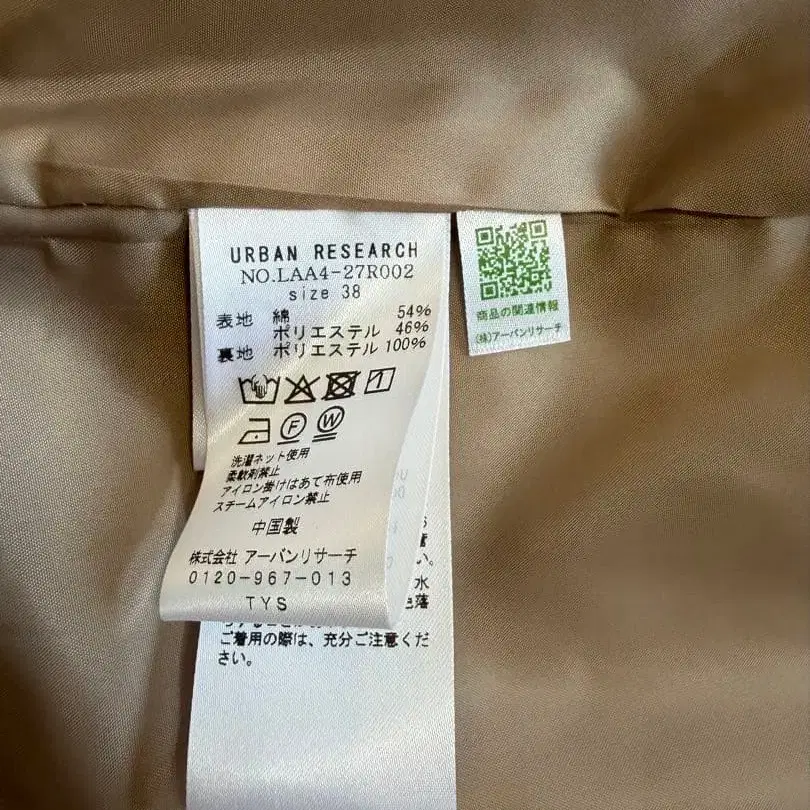 URBAN RESEARCH
NO.LAA4-27R002
size 38
表地 綿 54%
ポリエステル 46%
裏地 ポリエステル 100%
F W
洗濯ネット使用
柔軟剤禁止
アイロン掛けはあて布使用
スチームアイロン禁止
中国製
株式会社 アーバンリサーチ
0120-967-013
TYS
い。
水
色落
ご着用の際は、充分ご注意くだ
さい。
商品の関連情報
(株)アーバンリサーチ